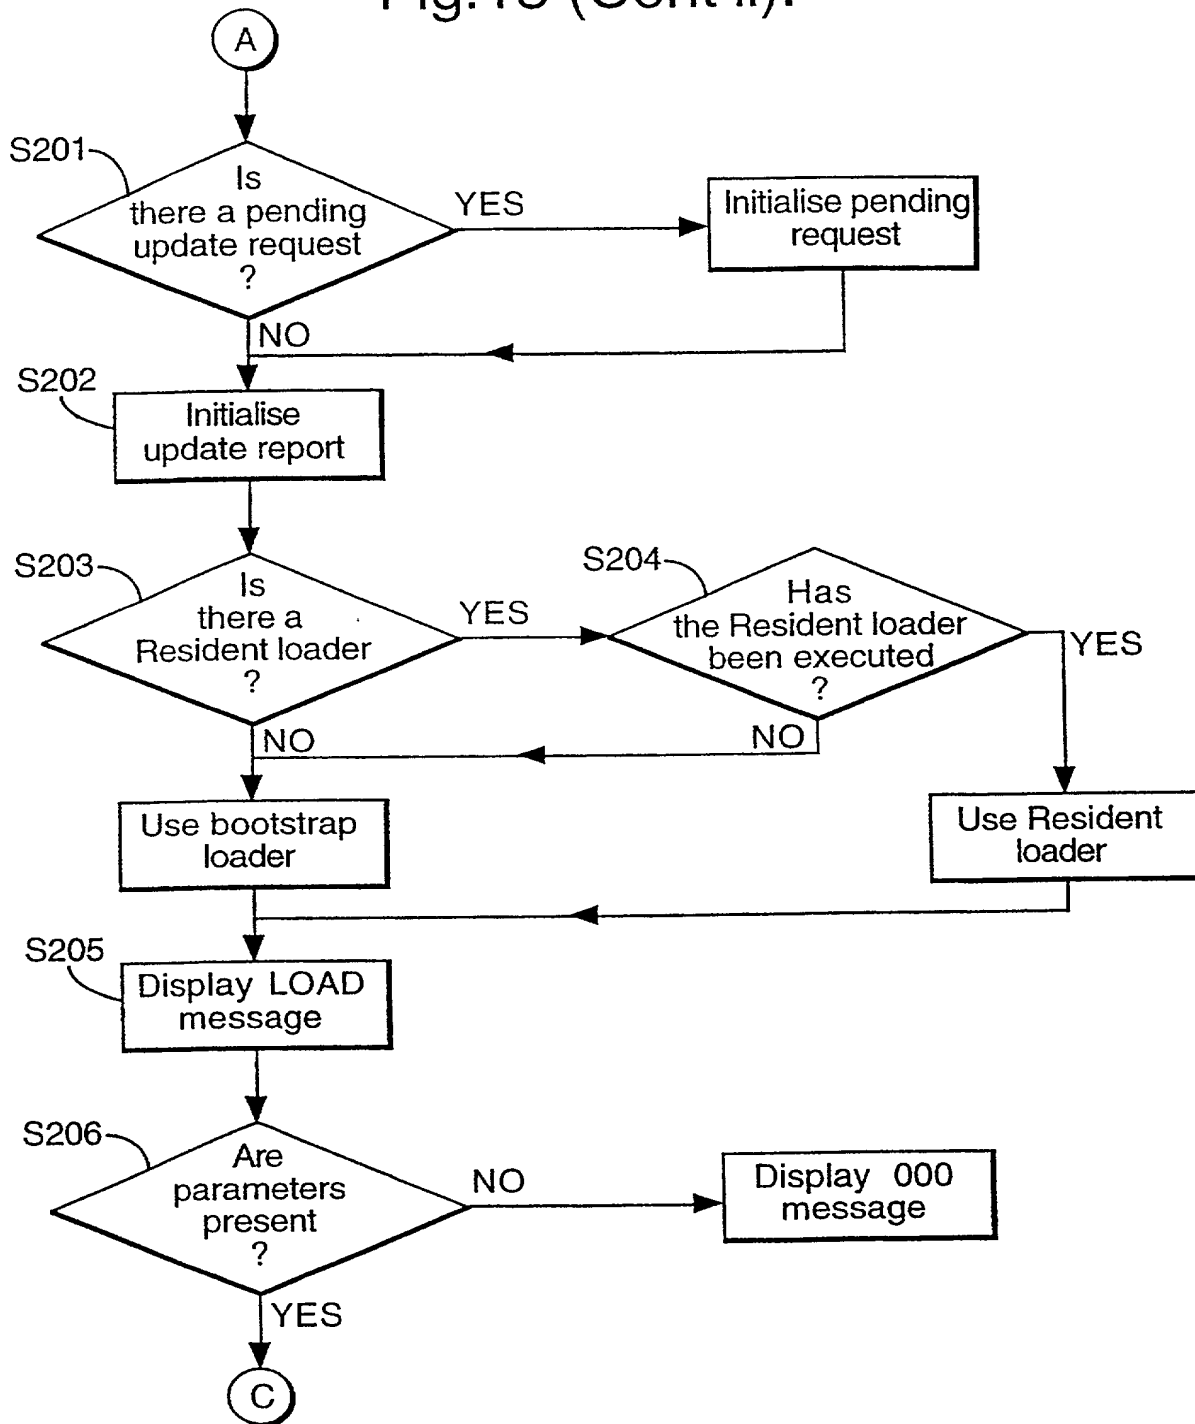 A
S201
Is
there a pending
update request
?
YES
Initialise pending
request
NO
S202
Initialise
update report
S203
Is
there a
Resident loader
?
YES
S204
Has
the Resident loader
been executed
?
YES
NO
NO
Use bootstrap
loader
Use Resident
loader
S205
Display LOAD
message
S206
Are
parameters
present
?
NO
Display 000
message
YES
C